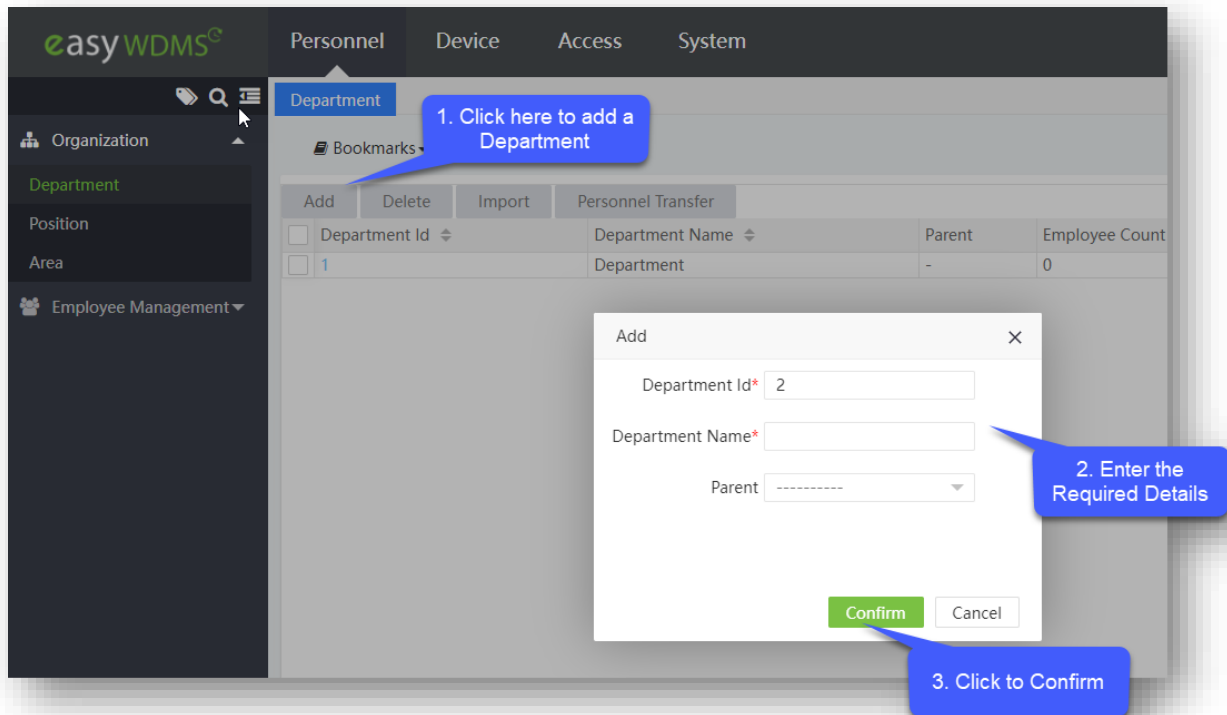 easy WDMS
Personnel Device Access System
Department
1. Click here to add a
Department
Organization
Bookmarks
Department
Position
Area
Employee Management
Add Delete Import Personnel Transfer
Department Id Department Name Parent Employee Count
1 Department - 0
Add
Department Id* 2
Department Name*
Parent ----------
2. Enter the
Required Details
Confirm Cancel
3. Click to Confirm